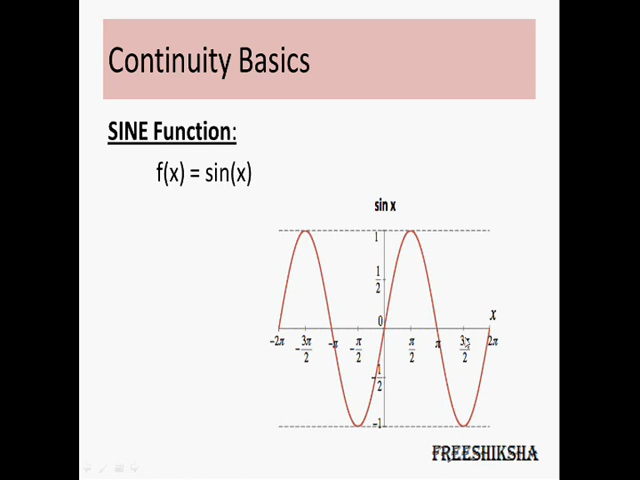 Continuity Basics
SINE Function:
f(x) = sin(x)
sin x
1
1/2
0
x
-2π -3π/2 -π -π/2 π/2 π 3π/2 2π
-1/2
-1
FREESHIKSHA